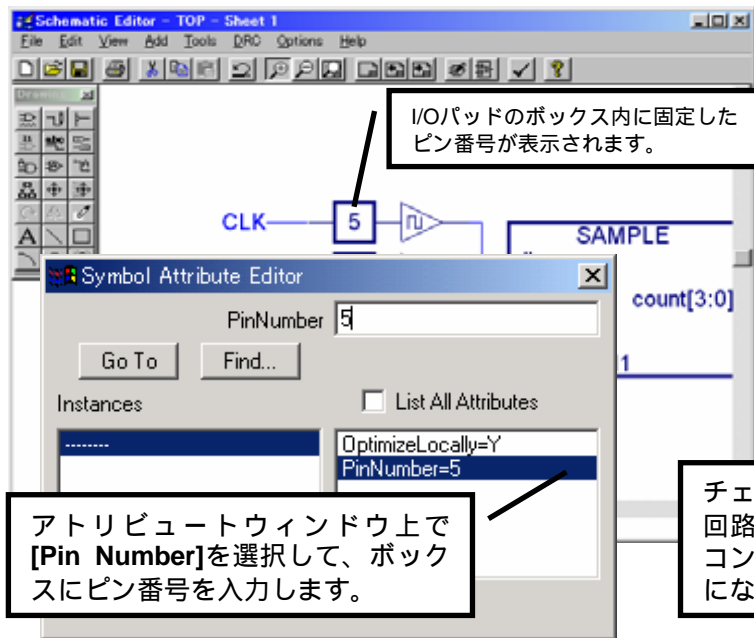 Schematic Editor - TOP - Sheet 1
File Edit View Add Tools DRC Options Help
I/Oパッドのボックス内に固定した
ピン番号が表示されます。
CLK
5
SAMPLE
count[3:0]
1
Symbol Attribute Editor
PinNumber 5
Go To Find...
Instances List All Attributes
--------
OptimizeLocally=Y
PinNumber=5
アトリビュートウィンドウ上で
[Pin Number]を選択して、ボック
スにピン番号を入力します。
チェ
回路
コン
にな